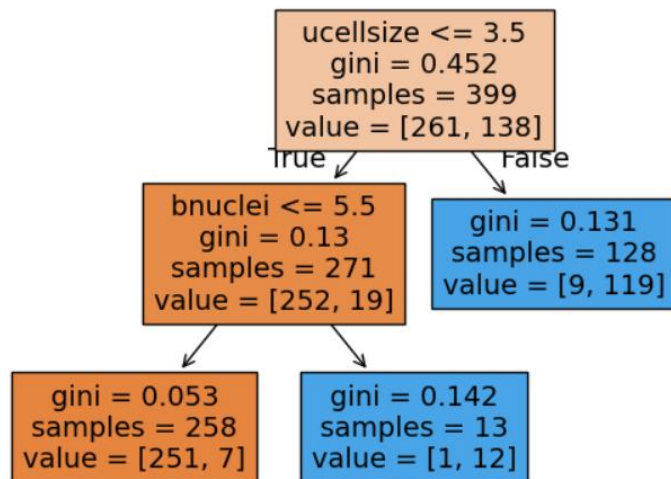 ucellsize <= 3.5
gini = 0.452
samples = 399
value = [261, 138]
True
False
bnuclei <= 5.5
gini = 0.13
samples = 271
value = [252, 19]
gini = 0.131
samples = 128
value = [9, 119]
gini = 0.053
samples = 258
value = [251, 7]
gini = 0.142
samples = 13
value = [1, 12]